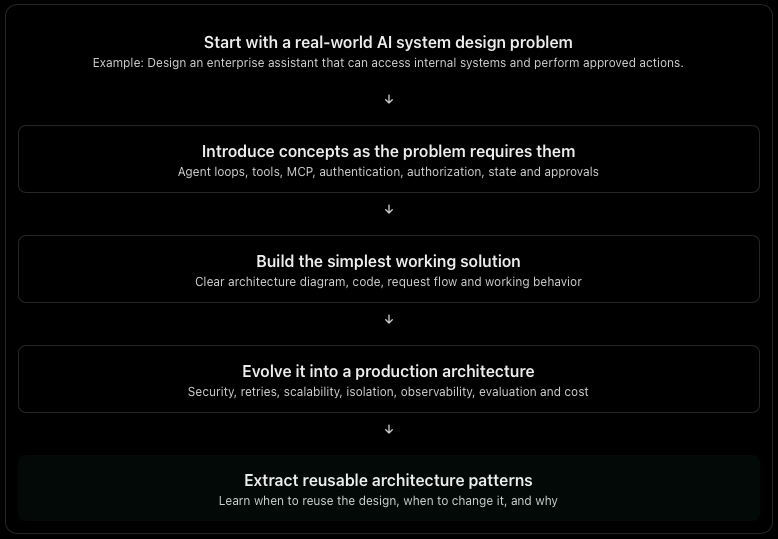 Start with a real-world AI system design problem
Example: Design an enterprise assistant that can access internal systems and perform approved actions.
↓
Introduce concepts as the problem requires them
Agent loops, tools, MCP, authentication, authorization, state and approvals
↓
Build the simplest working solution
Clear architecture diagram, code, request flow and working behavior
↓
Evolve it into a production architecture
Security, retries, scalability, isolation, observability, evaluation and cost
↓
Extract reusable architecture patterns
Learn when to reuse the design, when to change it, and why